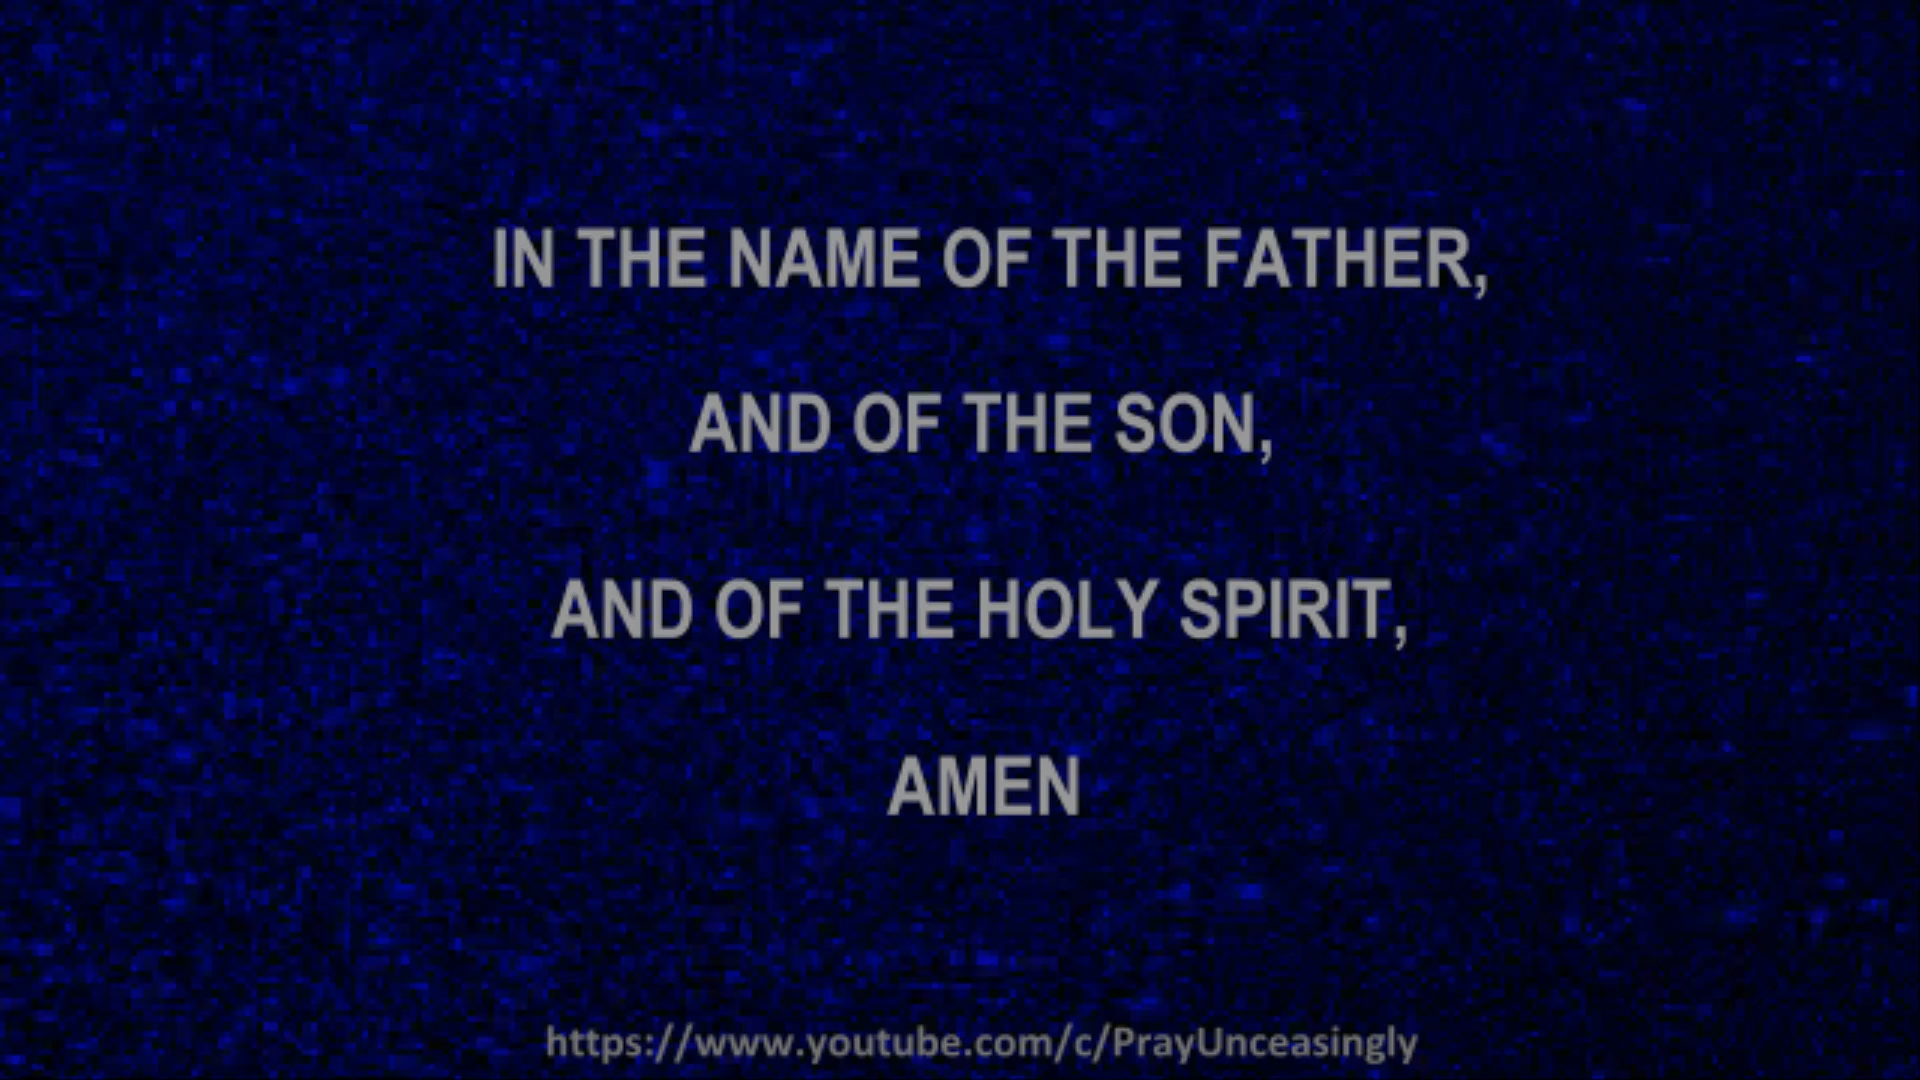 IN THE NAME OF THE FATHER,
AND OF THE SON,
AND OF THE HOLY SPIRIT,
AMEN
https://www.youtube.com/c/PrayUnceasingly